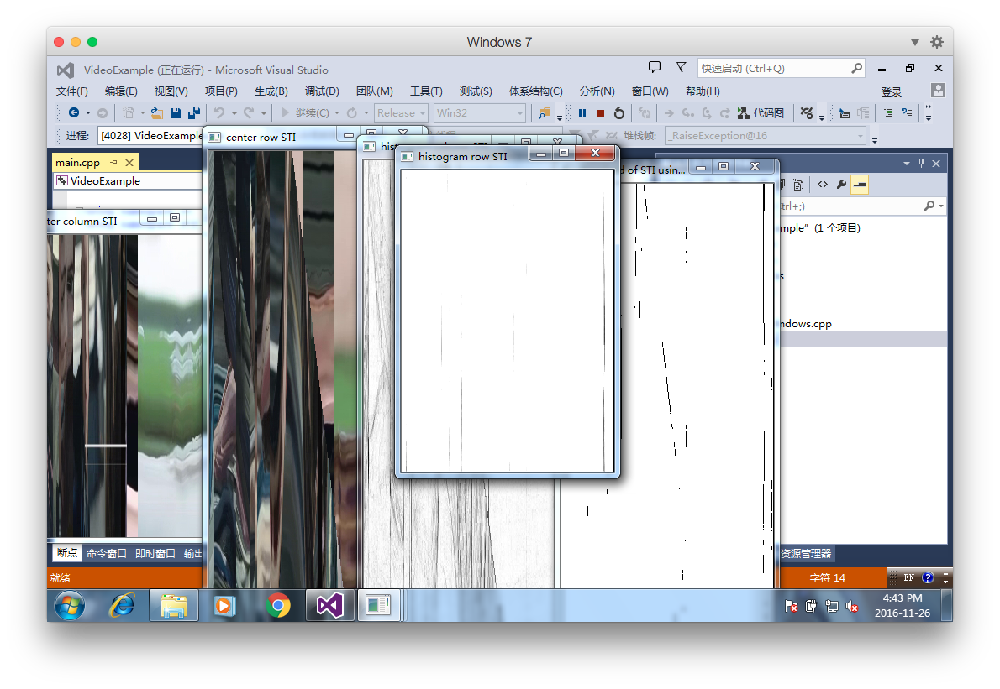 Windows 7
VideoExample (正在运行) - Microsoft Visual Studio
快速启动 (Ctrl+Q)
文件(F) 编辑(E) 视图(V) 项目(P) 生成(B) 调试(D) 团队(M) 工具(T) 测试(S) 体系结构(C) 分析(N) 窗口(W) 帮助(H) 登录
继续(C) Release Win32 代码图
进程: [4028] VideoExample 堆栈帧: _RaiseException@16
center row STI
histogram row STI
d of STI usin...
main.cpp
VideoExample
ter column STI
trl+;)
mple" (1 个项目)
s
ndows.cpp
断点 命令窗口 即时窗口 输出
资源管理器
就绪
字符 14
EN
4:43 PM
2016-11-26